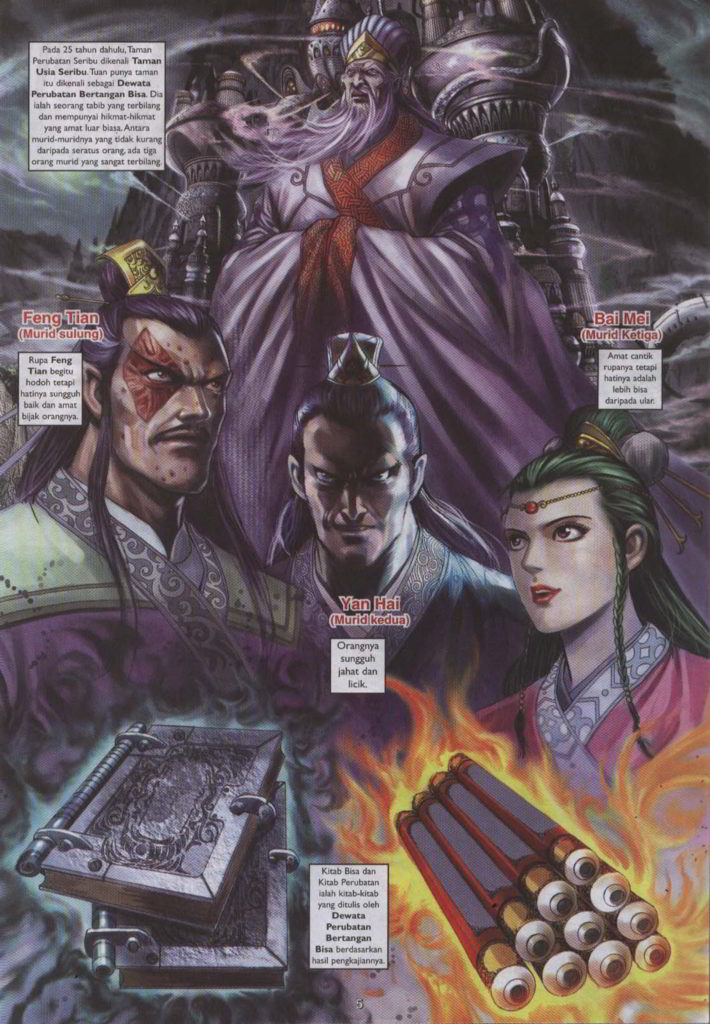 Pada 25 tahun dahulu, Taman
Perubatan Seribu dikenali Taman
Usia Seribu. Tuan punya taman
itu dikenali sebagai Dewata
Perubatan Bertangan Bisa. Dia
ialah seorang tabib yang terbilang
dan mempunyai hikmat-hikmat
yang amat luar biasa. Antara
murid-muridnya yang tidak kurang
daripada seratus orang, ada tiga
orang murid yang sangat terbilang.
Feng Tian
(Murid sulung)
Rupa Feng
Tian begitu
hodoh tetapi
hatinya sungguh
baik dan amat
bijak orangnya.
Bai Mei
(Murid Ketiga)
Amat cantik
rupanya tetapi
hatinya adalah
lebih bisa
daripada ular.
Yan Hai
(Murid kedua)
Orangnya
sungguh
jahat dan
licik.
Kitab Bisa dan
Kitab Perubatan
ialah kitab-kitab
yang ditulis oleh
Dewata
Perubatan
Bertangan
Bisa berdasarkan
hasil pengkajiannya.
5